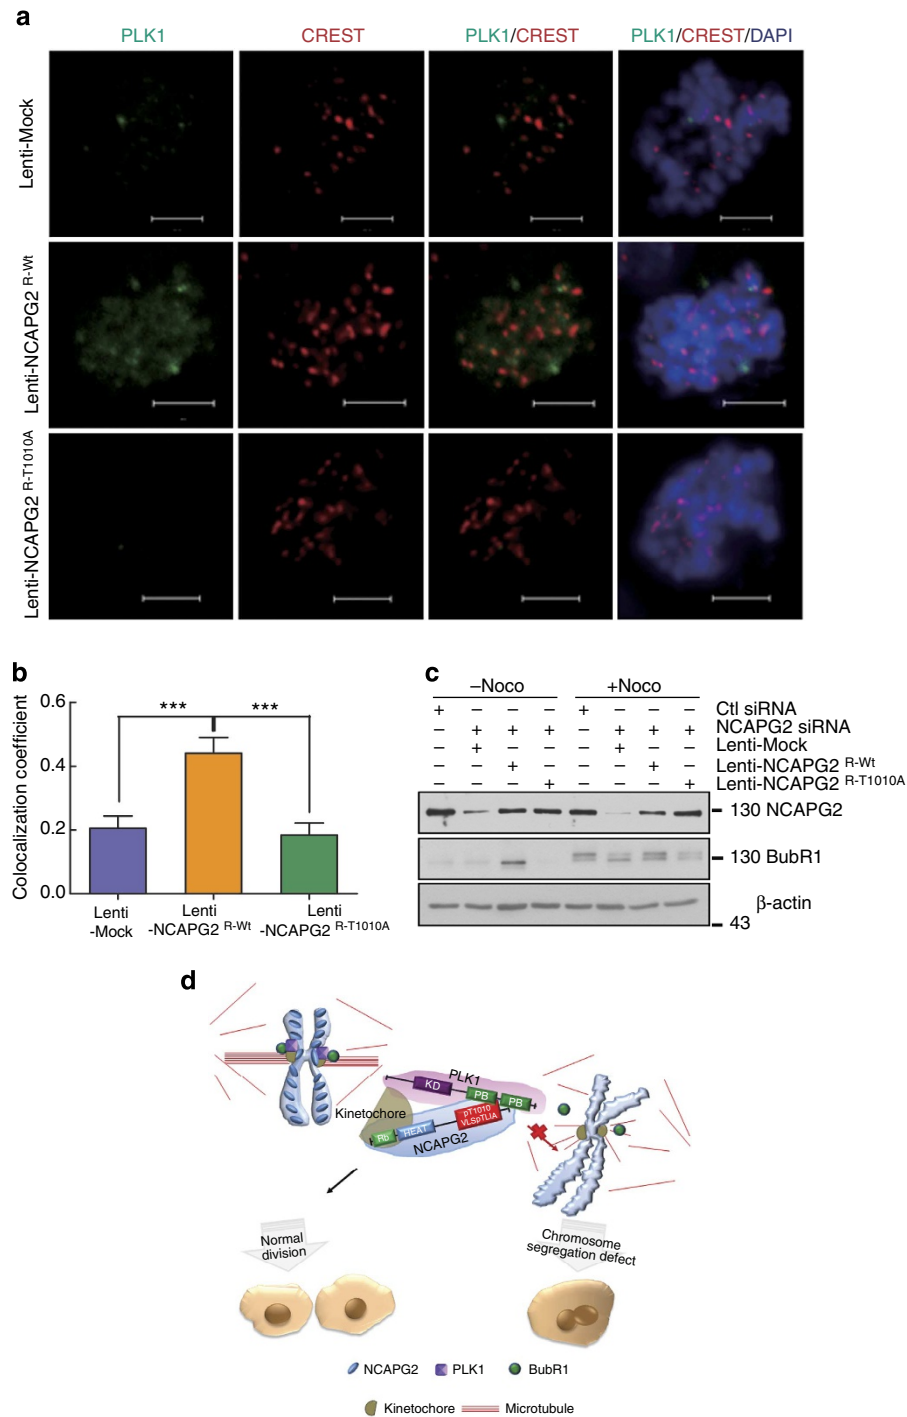 a
PLK1 CREST PLK1/CREST PLK1/CREST/DAPI
Lenti-Mock
Lenti-NCAPG2 R-Wt
Lenti-NCAPG2 R-T1010A
b
Colocalization coefficient
0.6
0.4
0.2
0.0
*** ***
Lenti
-Mock
Lenti
-NCAPG2 R-Wt
Lenti
-NCAPG2 R-T1010A
c
–Noco +Noco
+ – – – + – – – Ctl siRNA
– + + + – + + + NCAPG2 siRNA
– + – – – + – – Lenti-Mock
– – + – – – + – Lenti-NCAPG2 R-Wt
– – – + – – – + Lenti-NCAPG2 R-T1010A
130 NCAPG2
130 BubR1
β-actin
43
d
PLK1
KD
PB
PB
Kinetochore
pT1010
VLSpTLIA
Rb
HEAT
NCAPG2
Normal
division
Chromosome
segregation defect
NCAPG2 PLK1 BubR1
Kinetochore Microtubule